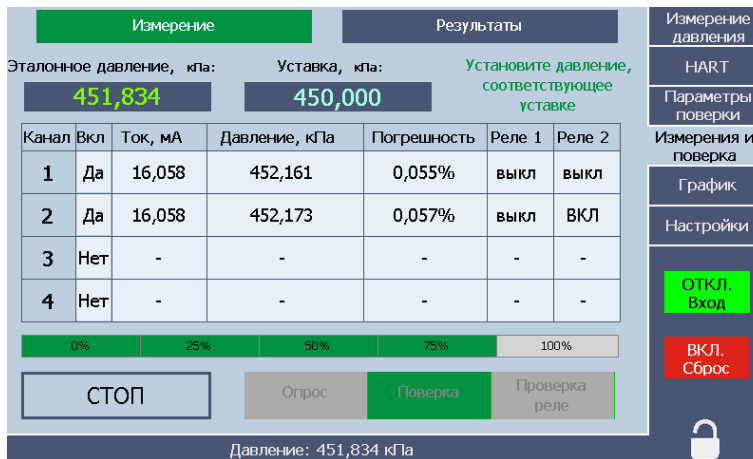 Измерение
Результаты
Эталонное давление, кПа:
451,834
Уставка, кПа:
450,000
Установите давление,
соответствующее
уставке
Канал Вкл Ток, мА Давление, кПа Погрешность Реле 1 Реле 2
1 Да 16,058 452,161 0,055% выкл выкл
2 Да 16,058 452,173 0,057% выкл ВКЛ
3 Нет - - - - -
4 Нет - - - - -
0% 25% 50% 75% 100%
СТОП
Опрос
Поверка
Проверка
реле
Давление: 451,834 кПа
Измерение
давления
HART
Параметры
поверки
Измерения и
поверка
График
Настройки
ОТКЛ.
Вход
ВКЛ.
Сброс